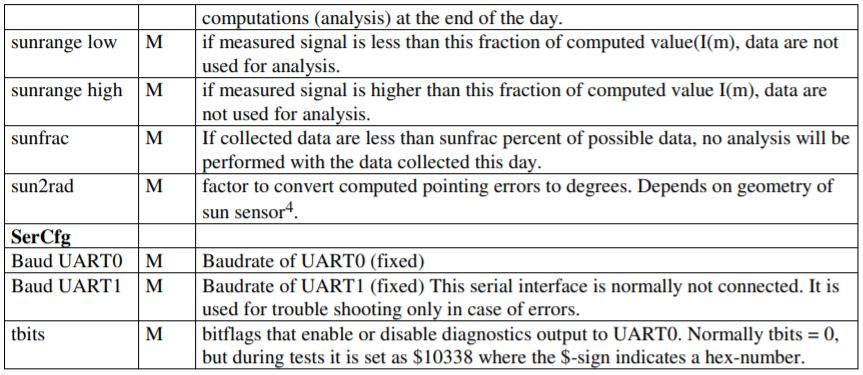 computations (analysis) at the end of the day.
sunrange low M if measured signal is less than this fraction of computed value(I(m), data are not
used for analysis.
sunrange high M if measured signal is higher than this fraction of computed value I(m), data are
not used for analysis.
sunfrac M If collected data are less than sunfrac percent of possible data, no analysis will be
performed with the data collected this day.
sun2rad M factor to convert computed pointing errors to degrees. Depends on geometry of
sun sensor4.
SerCfg
Baud UART0 M Baudrate of UART0 (fixed)
Baud UART1 M Baudrate of UART1 (fixed) This serial interface is normally not connected. It is
used for trouble shooting only in case of errors.
tbits M bitflags that enable or disable diagnostics output to UART0. Normally tbits = 0,
but during tests it is set as $10338 where the $-sign indicates a hex-number.